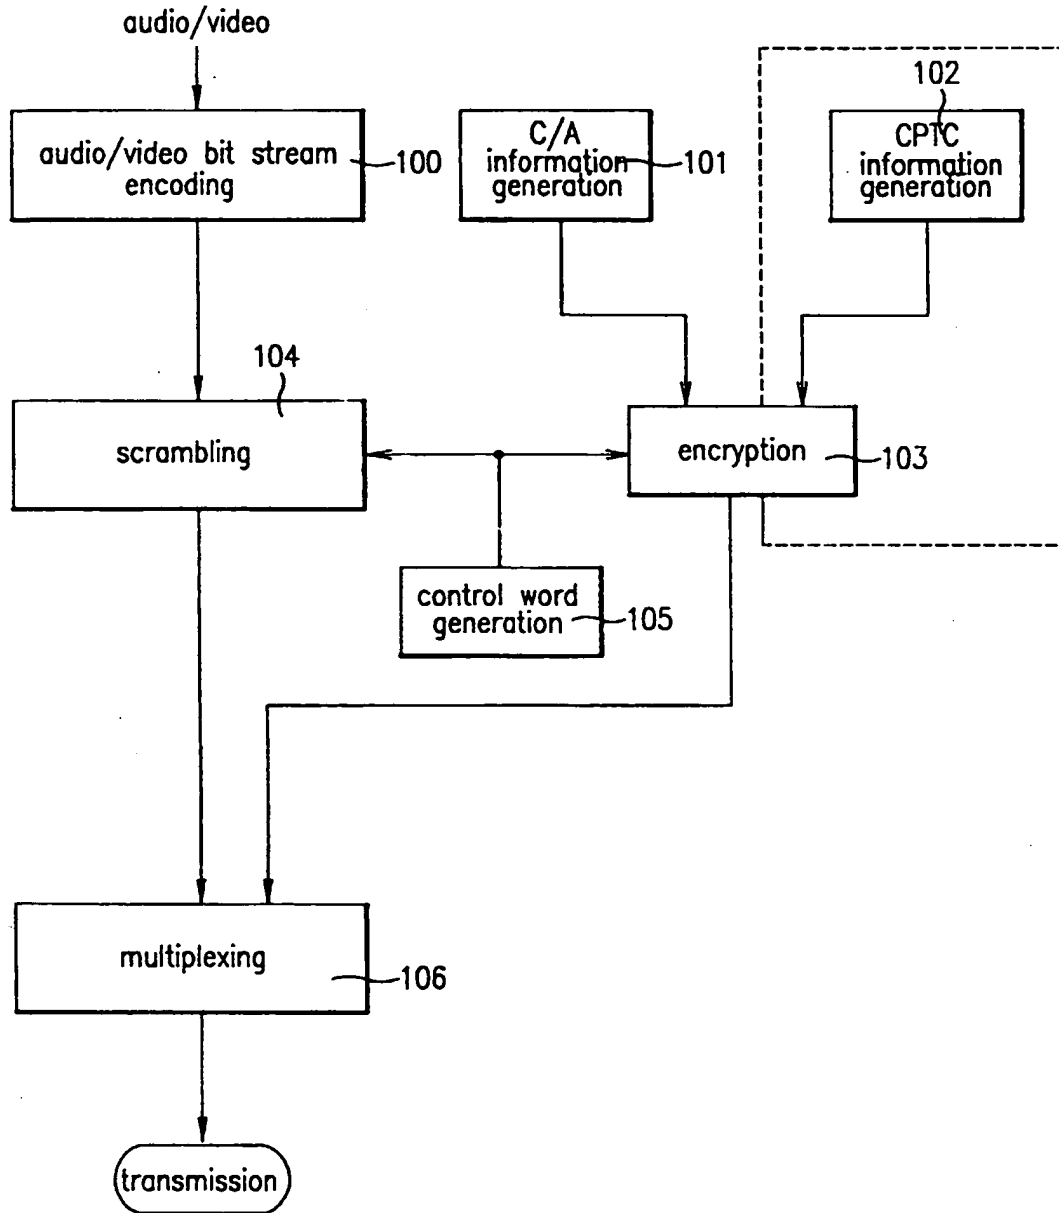 audio/video
audio/video bit stream
encoding
100
C/A
information
generation
101
102
CPTC
information
generation
104
scrambling
encryption
103
control word
generation
105
multiplexing
106
transmission